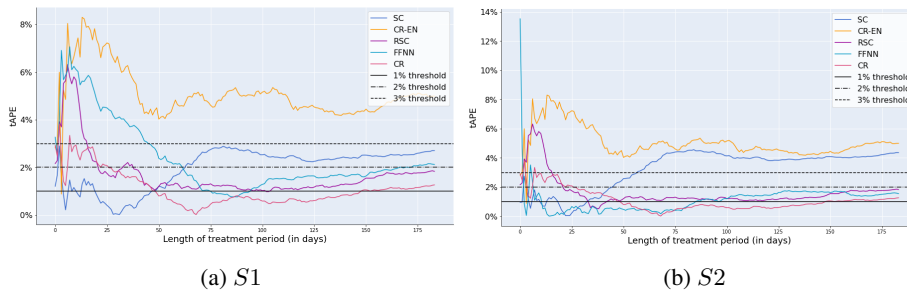 8%
6%
4%
2%
0%
tAPE
0
25
50
75
100
125
150
175
Length of treatment period (in days)
SC
CR-EN
RSC
FFNN
CR
1% threshold
2% threshold
3% threshold
(a) S1
14%
12%
10%
8%
6%
4%
2%
0%
tAPE
0
25
50
75
100
125
150
175
Length of treatment period (in days)
SC
CR-EN
RSC
FFNN
CR
1% threshold
2% threshold
3% threshold
(b) S2